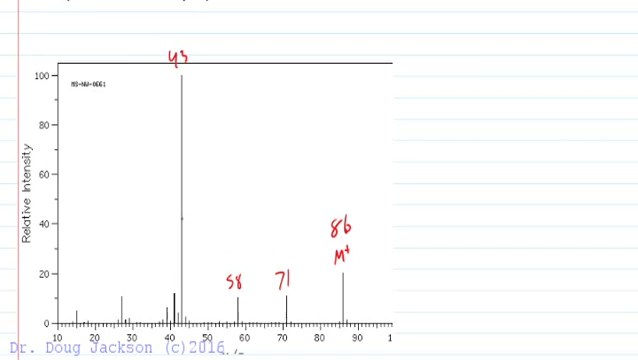 43
100
MS-NW-0661
80
60
86
M+
40
58
71
20
0
Relative Intensity
10 20 30 40 50 60 70 80 90 1
Dr. Doug Jackson (c)2016